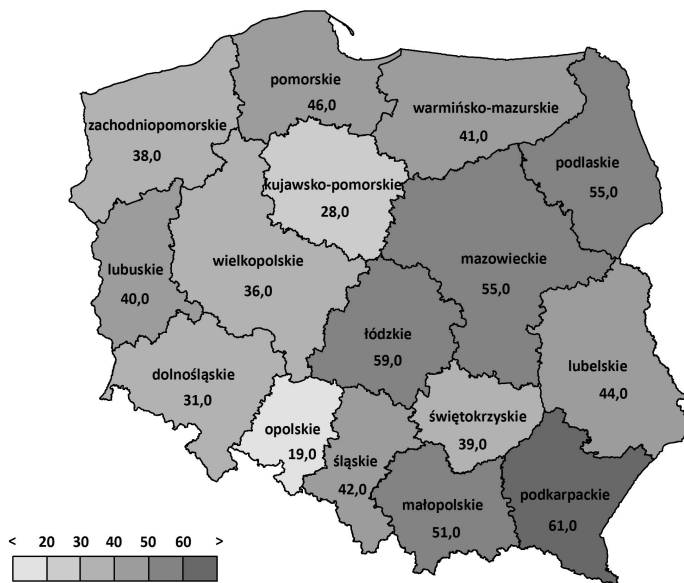 pomorskie
46,0
warmińsko-mazurskie
41,0
zachodniopomorskie
38,0
podlaskie
55,0
kujawsko-pomorskie
28,0
mazowieckie
55,0
wielkopolskie
36,0
lubuskie
40,0
łódzkie
59,0
lubelskie
44,0
dolnośląskie
31,0
świętokrzyskie
39,0
opolskie
19,0
śląskie
42,0
małopolskie
51,0
podkarpackie
61,0
< 20 30 40 50 60 >